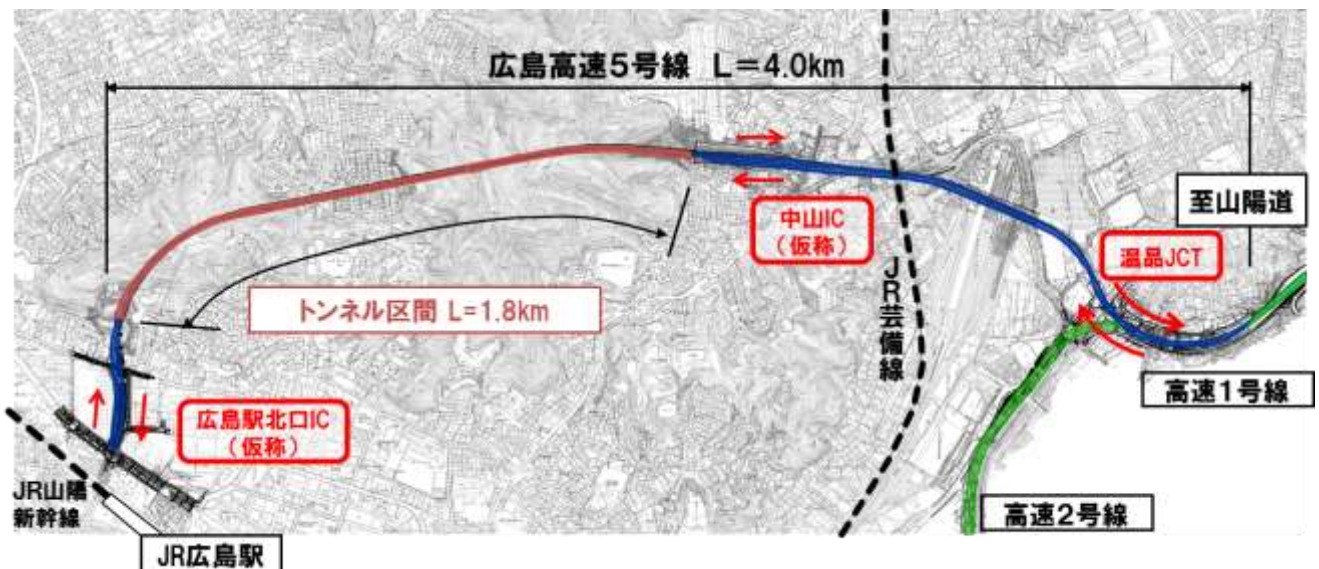 広島高速5号線 L=4.0km
至山陽道
中山IC
(仮称)
温品JCT
JR芸備線
トンネル区間 L=1.8km
高速1号線
広島駅北口IC
(仮称)
JR山陽
新幹線
高速2号線
JR広島駅